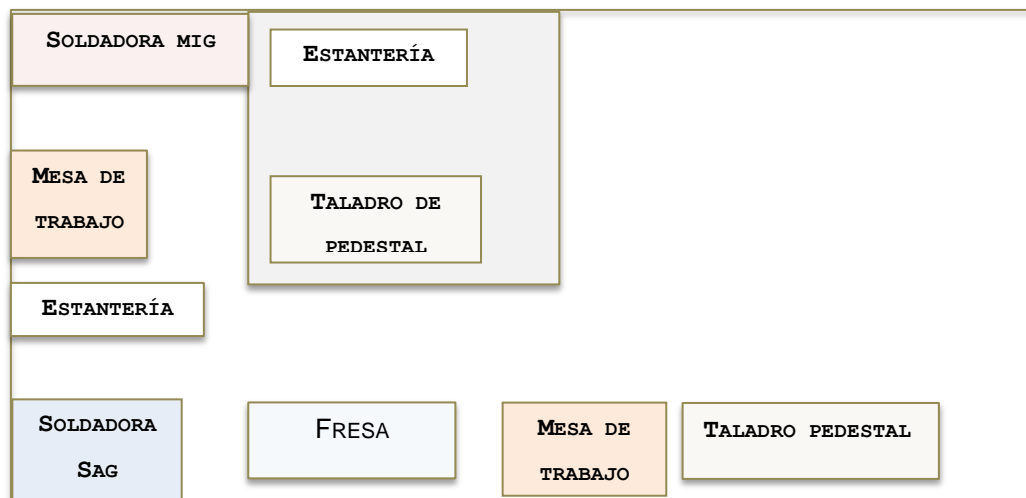 SOLDADORA MIG
ESTANTERÍA
MESA DE
TRABAJO
TALADRO DE
PEDESTAL
ESTANTERÍA
SOLDADORA
SAG
FRESA
MESA DE
TRABAJO
TALADRO PEDESTAL